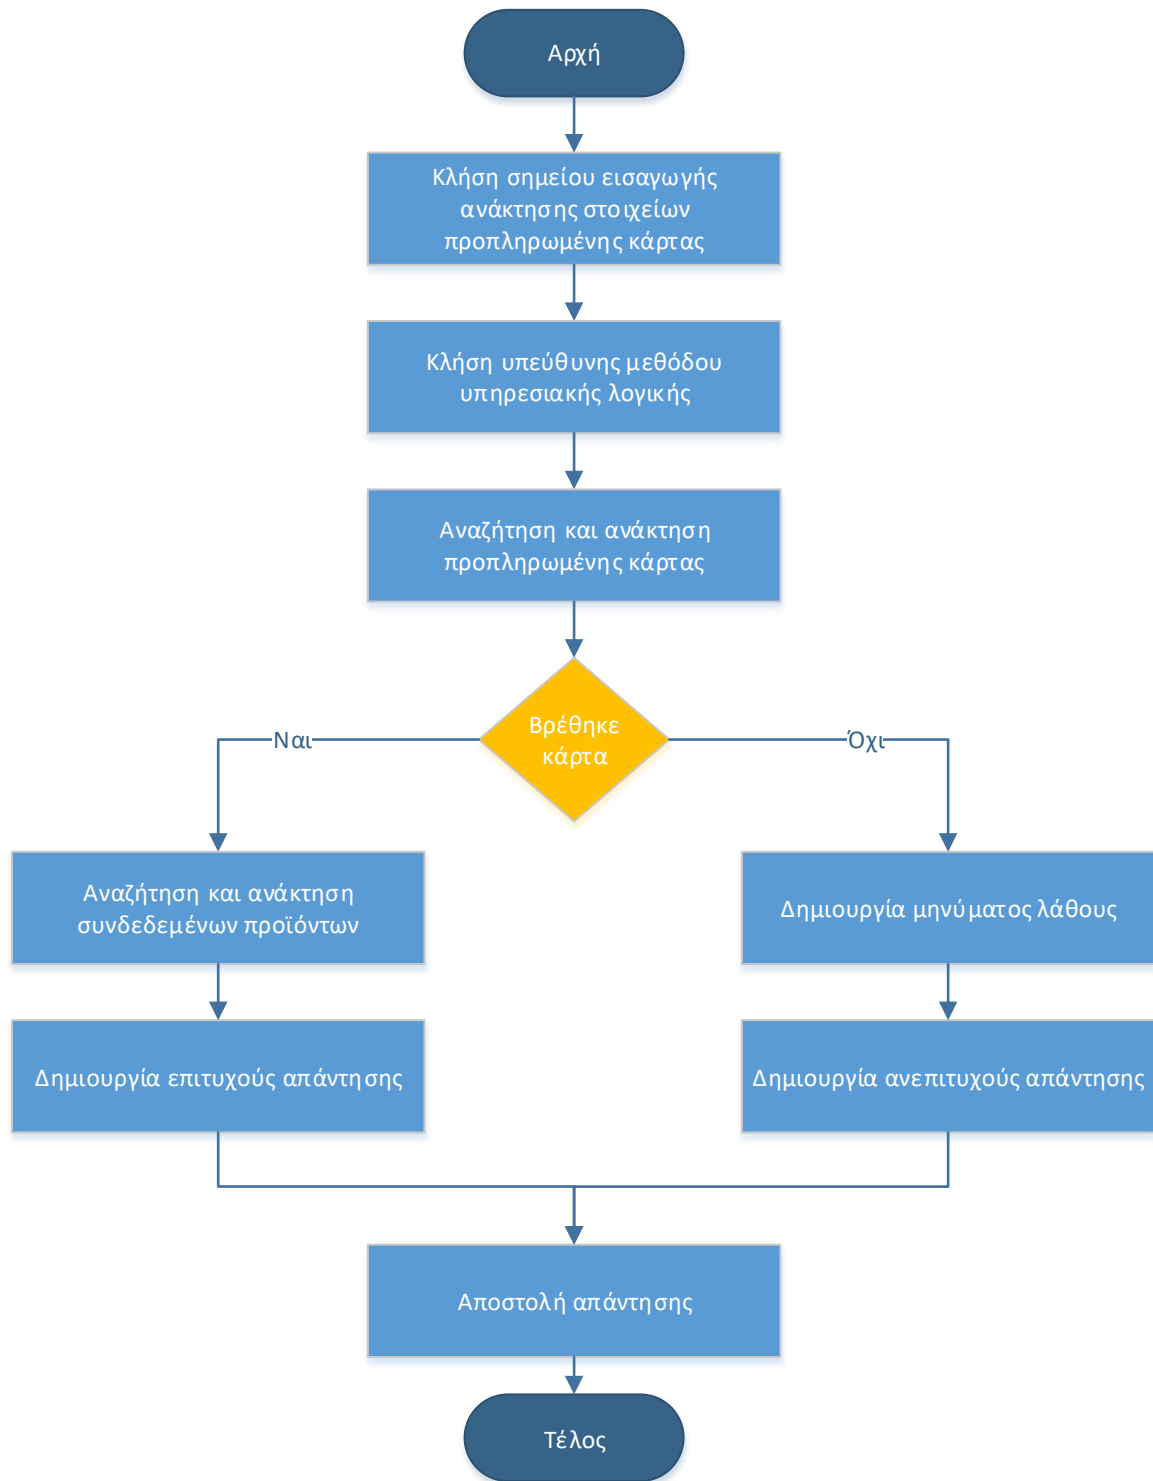 Αρχή
Κλήση σημείου εισαγωγής
ανάκτησης στοιχείων
προπληρωμένης κάρτας
Κλήση υπεύθυνης μεθόδου
υπηρεσιακής λογικής
Αναζήτηση και ανάκτηση
προπληρωμένης κάρτας
Βρέθηκε
κάρτα
Ναι
Όχι
Αναζήτηση και ανάκτηση
συνδεδεμένων προϊόντων
Δημιουργία μηνύματος λάθους
Δημιουργία επιτυχούς απάντησης
Δημιουργία ανεπιτυχούς απάντησης
Αποστολή απάντησης
Τέλος